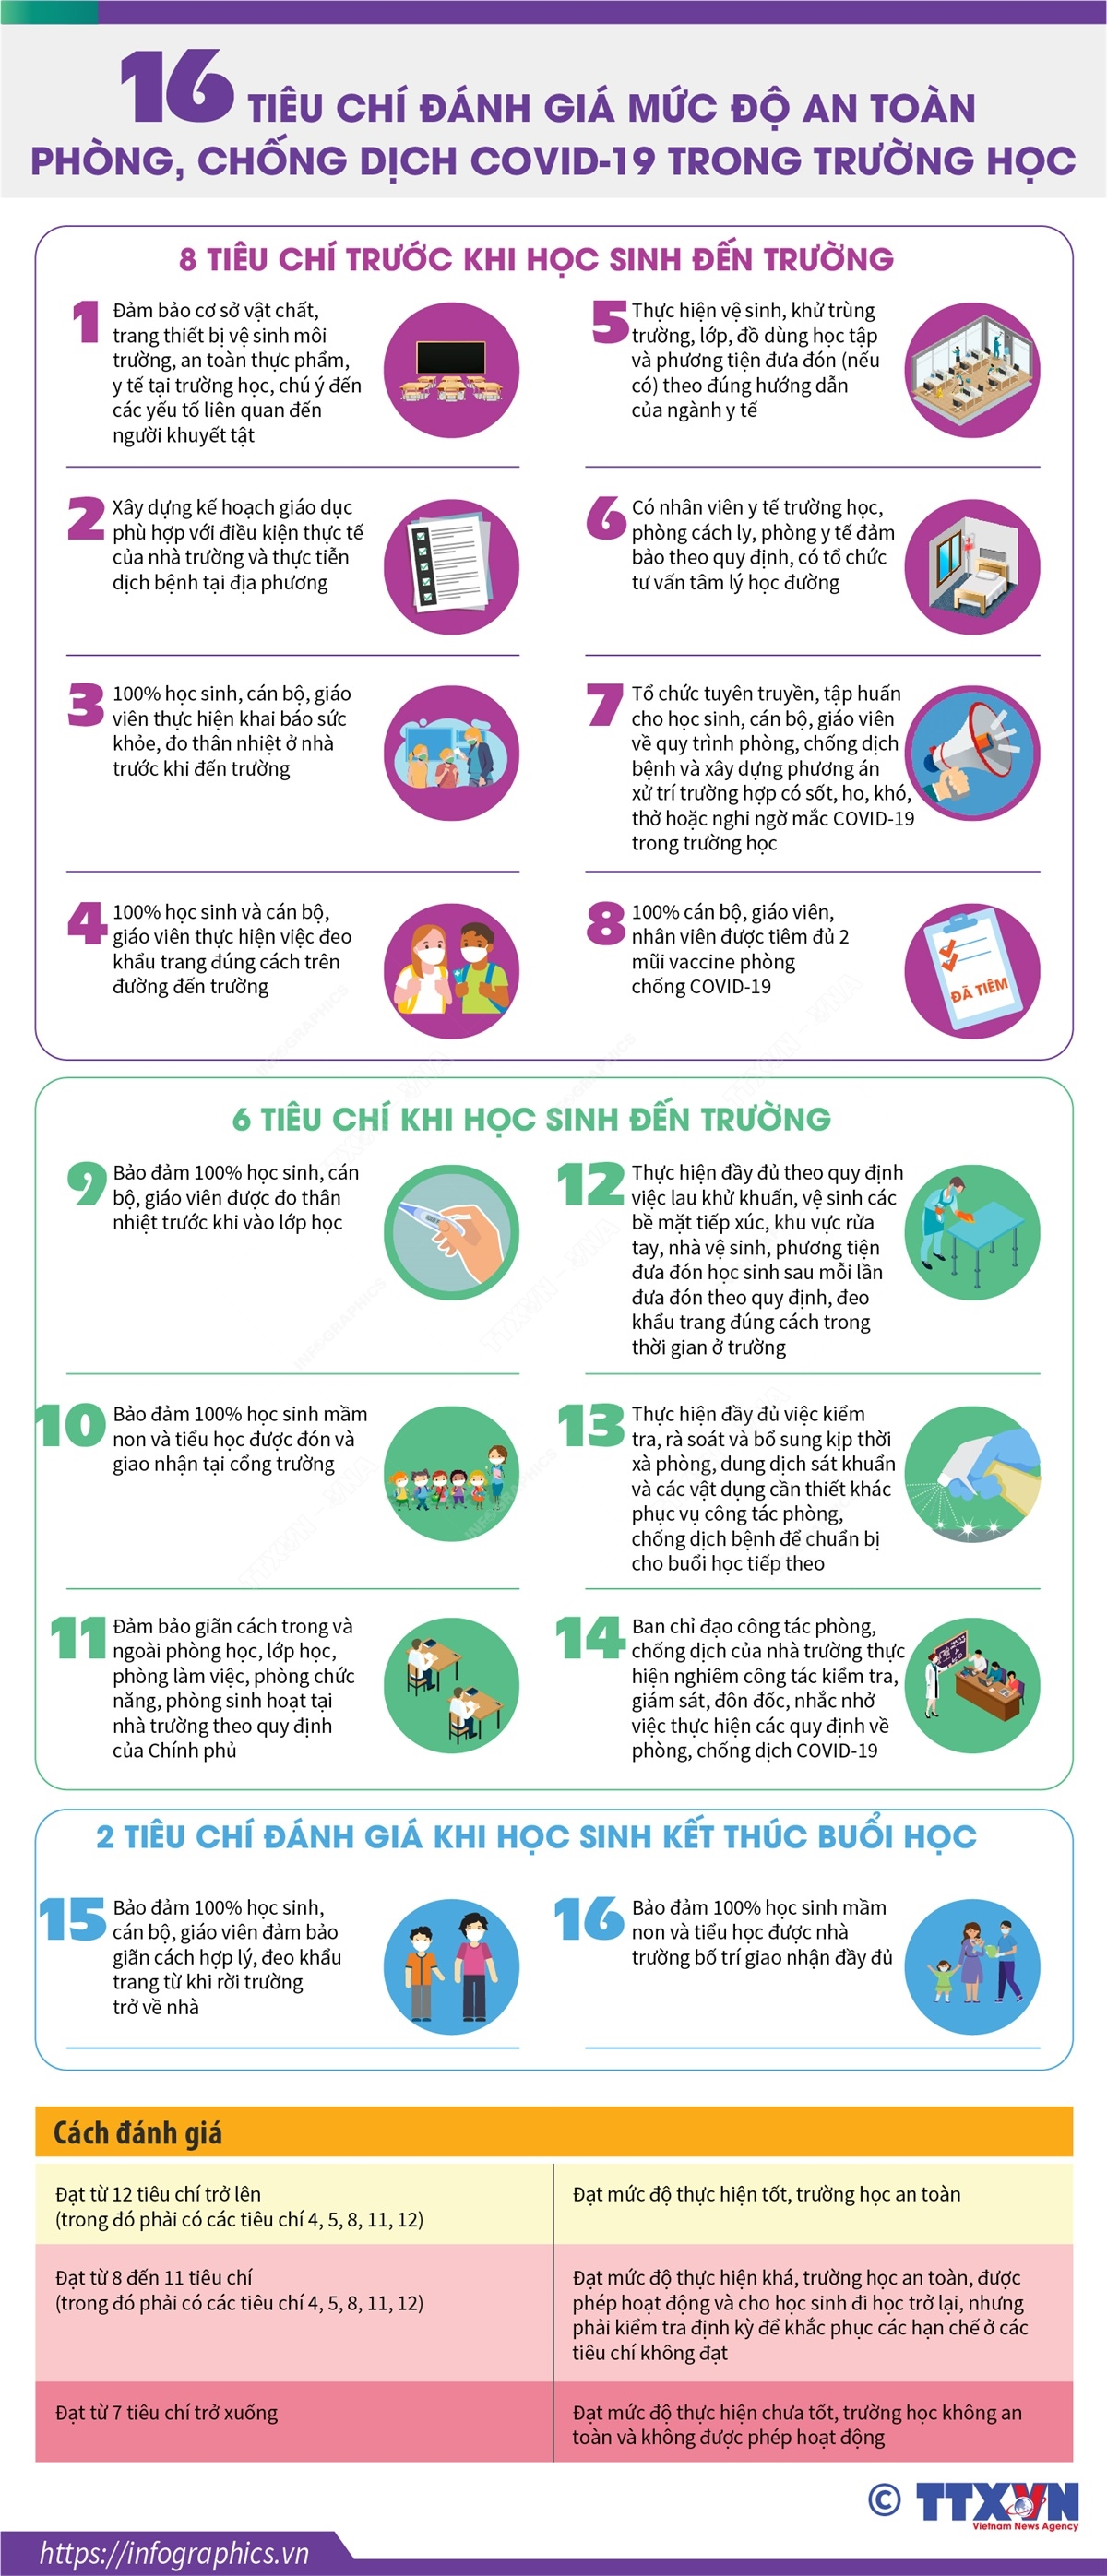 16 TIÊU CHÍ ĐÁNH GIÁ MỨC ĐỘ AN TOÀN
PHÒNG, CHỐNG DỊCH COVID-19 TRONG TRƯỜNG HỌC
8 TIÊU CHÍ TRƯỚC KHI HỌC SINH ĐẾN TRƯỜNG
1 Đảm bảo cơ sở vật chất,
trang thiết bị vệ sinh môi
trường, an toàn thực phẩm,
y tế tại trường học, chú ý đến
các yếu tố liên quan đến
người khuyết tật
2 Xây dựng kế hoạch giáo dục
phù hợp với điều kiện thực tế
của nhà trường và thực tiễn
dịch bệnh tại địa phương
3 100% học sinh, cán bộ, giáo
viên thực hiện khai báo sức
khỏe, đo thân nhiệt ở nhà
trước khi đến trường
4 100% học sinh và cán bộ,
giáo viên thực hiện việc đeo
khẩu trang đúng cách trên
đường đến trường
5 Thực hiện vệ sinh, khử trùng
trường, lớp, đồ dùng học tập
và phương tiện đưa đón (nếu
có) theo đúng hướng dẫn
của ngành y tế
6 Có nhân viên y tế trường học,
phòng cách ly, phòng y tế đảm
bảo theo quy định, có tổ chức
tư vấn tâm lý học đường
7 Tổ chức tuyên truyền, tập huấn
cho học sinh, cán bộ, giáo viên
về quy trình phòng, chống dịch
bệnh và xây dựng phương án
xử trí trường hợp có sốt, ho, khó,
thở hoặc nghi ngờ mắc COVID-19
trong trường học
8 100% cán bộ, giáo viên,
nhân viên được tiêm đủ 2
mũi vaccine phòng
chống COVID-19
ĐÃ TIÊM
6 TIÊU CHÍ KHI HỌC SINH ĐẾN TRƯỜNG
9 Bảo đảm 100% học sinh, cán
bộ, giáo viên được đo thân
nhiệt trước khi vào lớp học
10 Bảo đảm 100% học sinh mầm
non và tiểu học được đón và
giao nhận tại cổng trường
11 Đảm bảo giãn cách trong và
ngoài phòng học, lớp học,
phòng làm việc, phòng chức
năng, phòng sinh hoạt tại
nhà trường theo quy định
của Chính phủ
12 Thực hiện đầy đủ theo quy định
việc lau khử khuẩn, vệ sinh các
bề mặt tiếp xúc, khu vực rửa
tay, nhà vệ sinh, phương tiện
đưa đón học sinh sau mỗi lần
đưa đón theo quy định, đeo
khẩu trang đúng cách trong
thời gian ở trường
13 Thực hiện đầy đủ việc kiểm
tra, rà soát và bổ sung kịp thời
xà phòng, dung dịch sát khuẩn
và các vật dụng cần thiết khác
phục vụ công tác phòng,
chống dịch bệnh để chuẩn bị
cho buổi học tiếp theo
14 Ban chỉ đạo công tác phòng,
chống dịch của nhà trường thực
hiện nghiêm công tác kiểm tra,
giám sát, đôn đốc, nhắc nhở
việc thực hiện các quy định về
phòng, chống dịch COVID-19
2 TIÊU CHÍ ĐÁNH GIÁ KHI HỌC SINH KẾT THÚC BUỔI HỌC
15 Bảo đảm 100% học sinh,
cán bộ, giáo viên đảm bảo
giãn cách hợp lý, đeo khẩu
trang từ khi rời trường
trở về nhà
16 Bảo đảm 100% học sinh mầm
non và tiểu học được nhà
trường bố trí giao nhận đầy đủ
Cách đánh giá
Đạt từ 12 tiêu chí trở lên
(trong đó phải có các tiêu chí 4, 5, 8, 11, 12)
Đạt mức độ thực hiện tốt, trường học an toàn
Đạt từ 8 đến 11 tiêu chí
(trong đó phải có các tiêu chí 4, 5, 8, 11, 12)
Đạt mức độ thực hiện khá, trường học an toàn, được
phép hoạt động và cho học sinh đi học trở lại, nhưng
phải kiểm tra định kỳ để khắc phục các hạn chế ở các
tiêu chí không đạt
Đạt từ 7 tiêu chí trở xuống
Đạt mức độ thực hiện chưa tốt, trường học không an
toàn và không được phép hoạt động
© TTXVN
Vietnam News Agency
https://infographics.vn